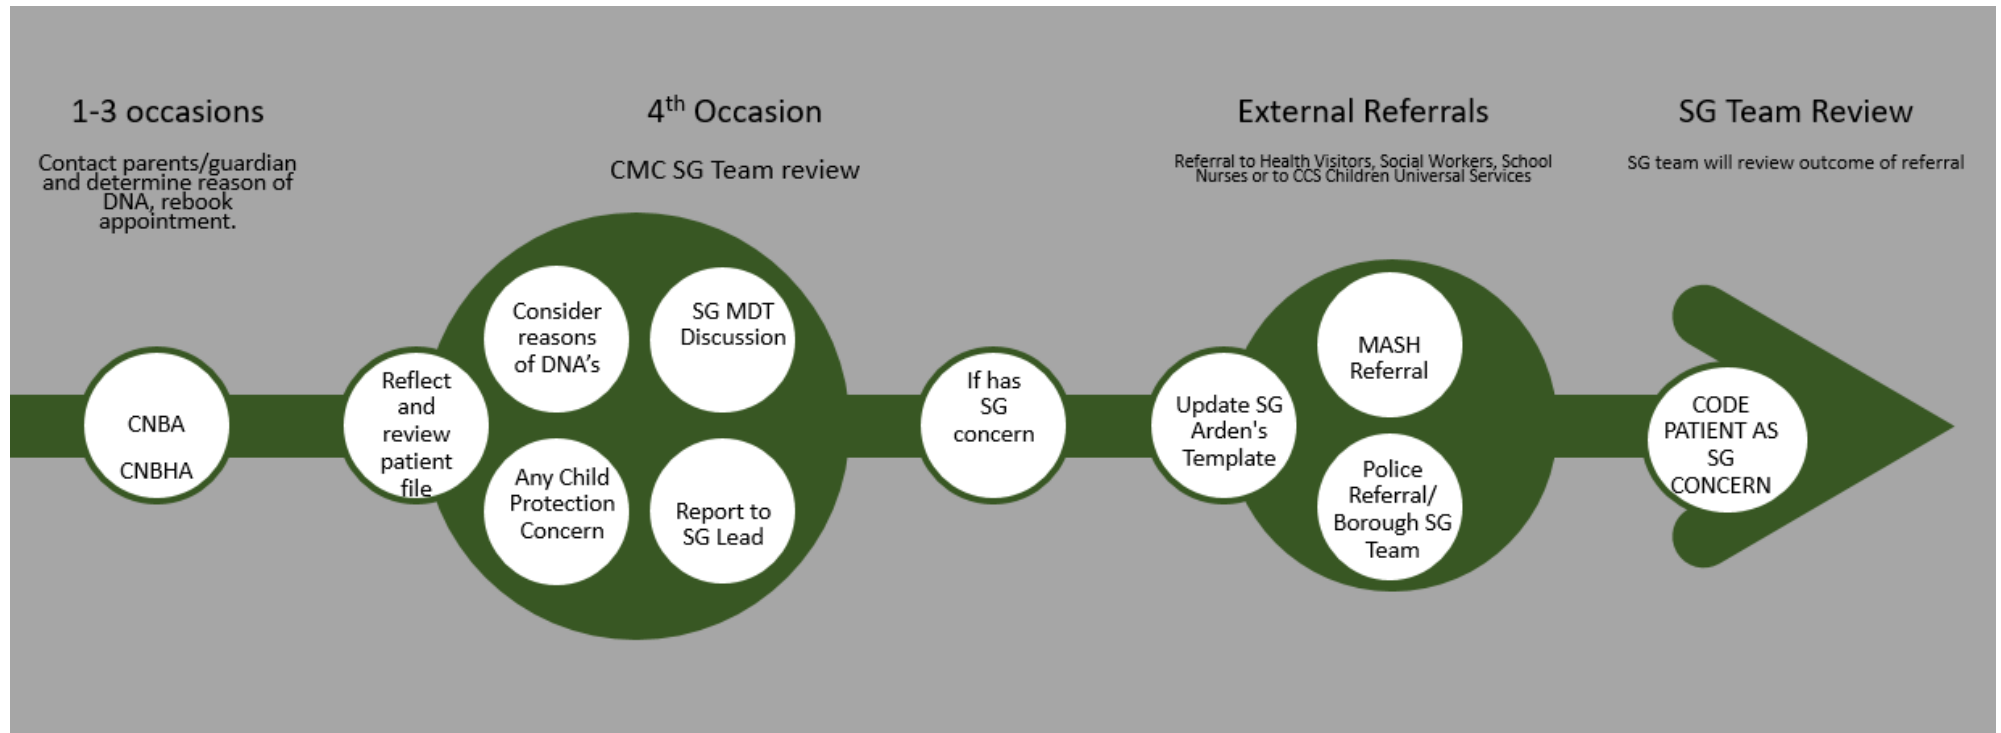 1-3 occasions
Contact parents/guardian
and determine reason of
DNA, rebook
appointment.
CNBA
CNBHA
4th Occasion
CMC SG Team review
Reflect
and
review
patient
file
Consider
reasons
of DNA’s
SG MDT
Discussion
Any Child
Protection
Concern
Report to
SG Lead
If has
SG
concern
External Referrals
Referral to Health Visitors, Social Workers, School
Nurses or to CCS Children Universal Services
Update SG
Arden's
Template
MASH
Referral
Police
Referral/
Borough SG
Team
SG Team Review
SG team will review outcome of referral
CODE
PATIENT AS
SG
CONCERN